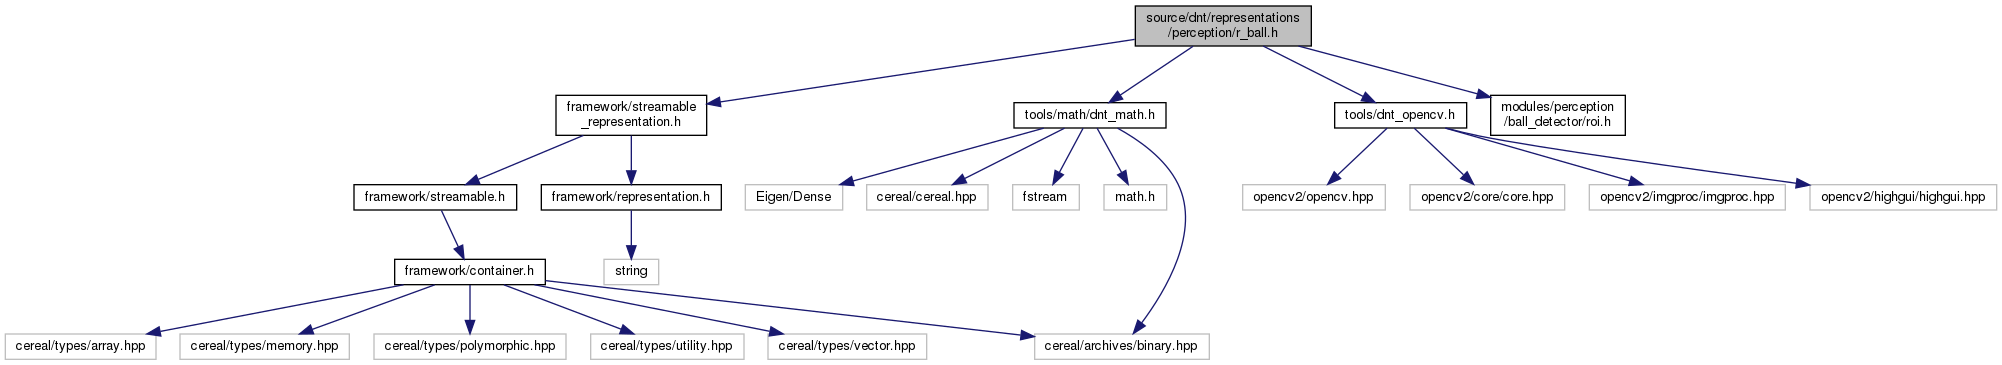 source/dnt/representations
/perception/r_ball.h
framework/streamable
_representation.h
tools/math/dnt_math.h
tools/dnt_opencv.h
modules/perception
/ball_detector/roi.h
framework/streamable.h
framework/representation.h
Eigen/Dense
cereal/cereal.hpp
fstream
math.h
opencv2/opencv.hpp
opencv2/core/core.hpp
opencv2/imgproc/imgproc.hpp
opencv2/highgui/highgui.hpp
framework/container.h
string
cereal/types/array.hpp
cereal/types/memory.hpp
cereal/types/polymorphic.hpp
cereal/types/utility.hpp
cereal/types/vector.hpp
cereal/archives/binary.hpp